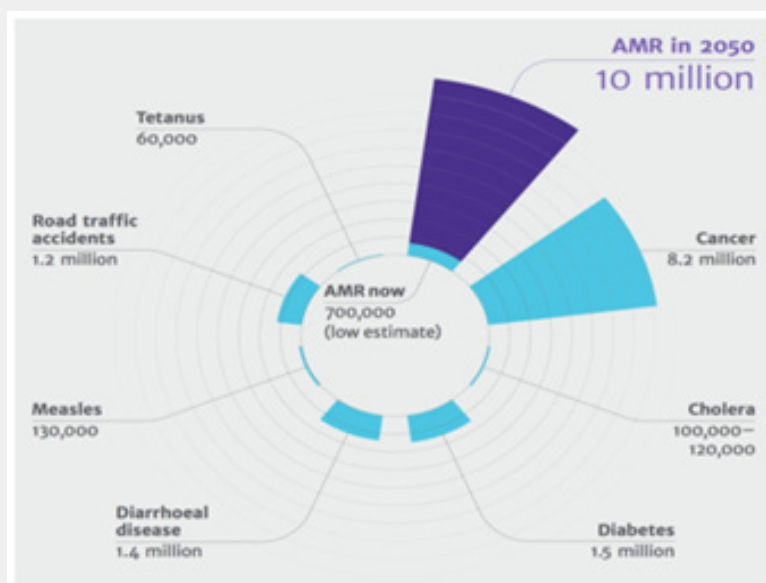 AMR in 2050
10 million
Tetanus
60,000
Road traffic
accidents
1.2 million
Cancer
8.2 million
AMR now
700,000
(low estimate)
Measles
130,000
Cholera
100,000–
120,000
Diarrhoeal
disease
1.4 million
Diabetes
1.5 million